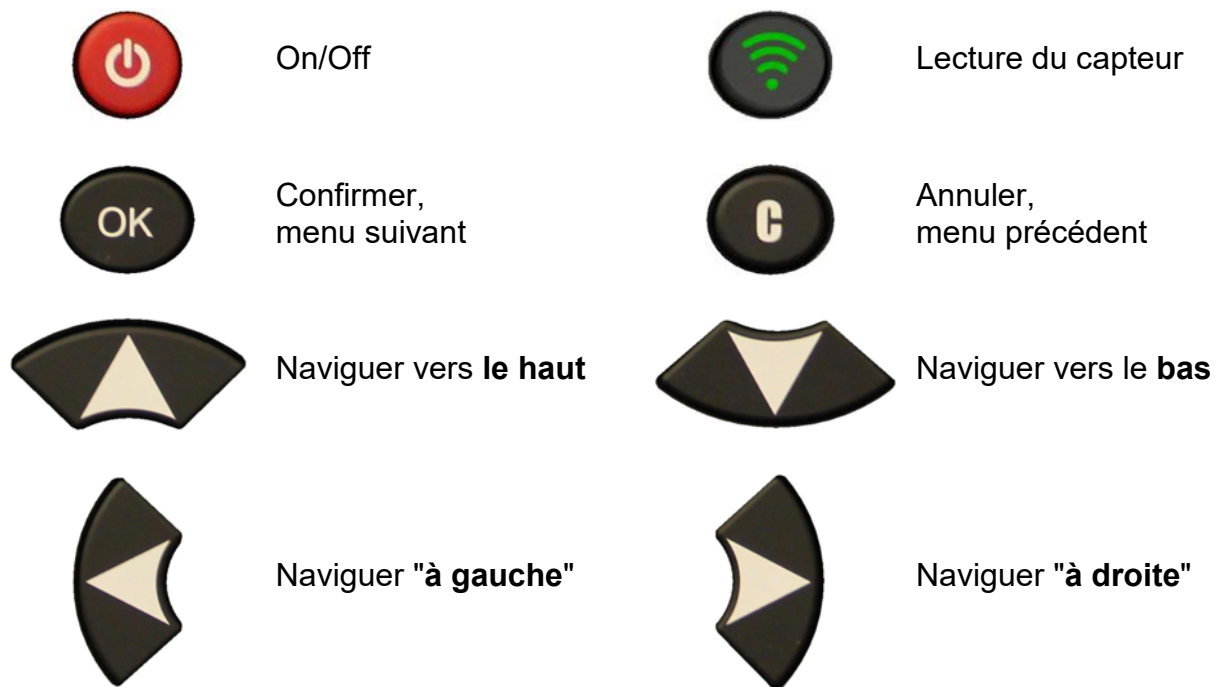 On/Off
Lecture du capteur
OK
Confirmer,
menu suivant
C
Annuler,
menu précédent
Naviguer vers le haut
Naviguer vers le bas
Naviguer "à gauche"
Naviguer "à droite"